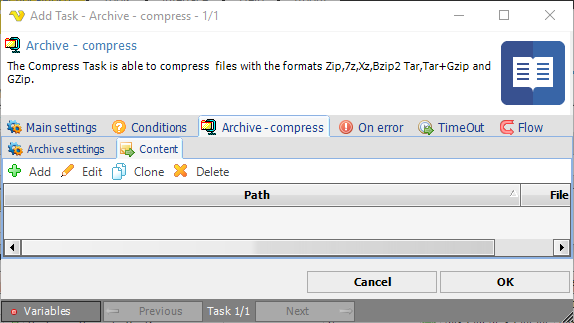 Add Task - Archive - compress - 1/1
Archive - compress
The Compress Task is able to compress files with the formats Zip,7z,Xz,Bzip2 Tar,Tar+Gzip and
GZip.
Main settings Conditions Archive - compress On error TimeOut Flow
Archive settings Content
Add Edit Clone Delete
Path File
Cancel OK
Variables Previous Task 1/1 Next